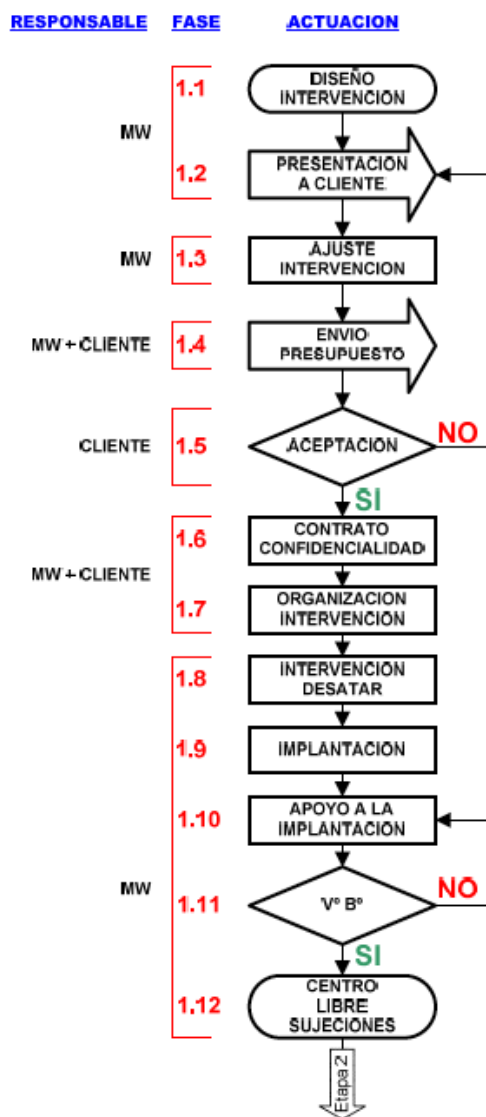 RESPONSABLE FASE ACTUACION
1.1 DISEÑO
INTERVENCION
MW
1.2 PRESENTACION
A CLIENTE
MW 1.3 AJUSTE
INTERVENCION
MW + CLIENTE 1.4 ENVIO
PRESUPUESTO
CLIENTE 1.5 ACEPTACION NO
SI
1.6 CONTRATO
CONFIDENCIALIDAD
MW + CLIENTE
1.7 ORGANIZACION
INTERVENCION
1.8 INTERVENCION
DESATAR
1.9 IMPLANTACION
1.10 APOYO A LA
IMPLANTACION
MW
1.11 Vº Bº NO
SI
1.12 CENTRO
LIBRE
SUJECIONES
Etapa 2